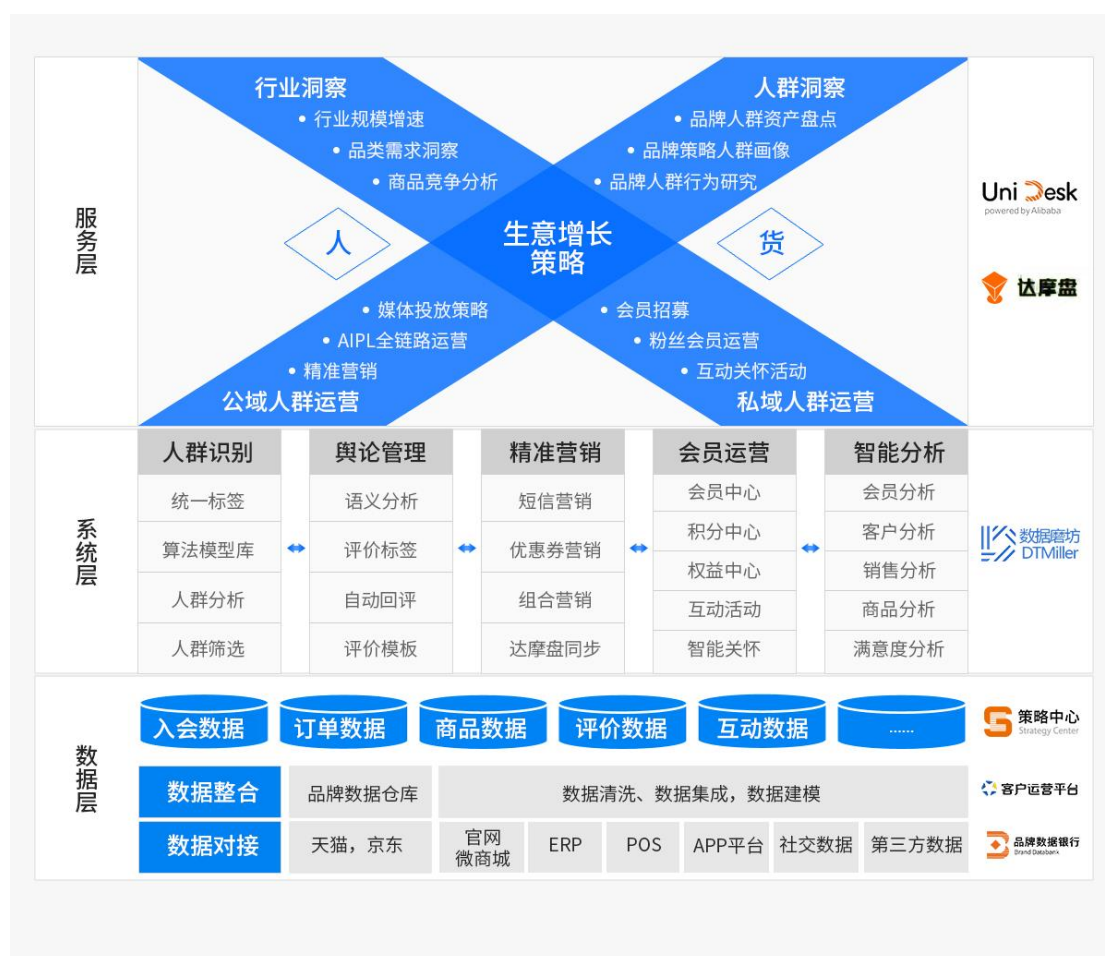 服务层
行业洞察
• 行业规模增速
• 品类需求洞察
• 商品竞争分析
人群洞察
• 品牌人群资产盘点
• 品牌策略人群画像
• 品牌人群行为研究
人
生意增长
策略
货
• 媒体投放策略
• AIPL全链路运营
• 精准营销
公域人群运营
• 会员招募
• 粉丝会员运营
• 互动关怀活动
私域人群运营
Uni Desk
powered by Alibaba
达摩盘
系统层
人群识别
统一标签
算法模型库
人群分析
人群筛选
舆论管理
语义分析
评价标签
自动回评
评价模板
精准营销
短信营销
优惠券营销
组合营销
达摩盘同步
会员运营
会员中心
积分中心
权益中心
互动活动
智能关怀
智能分析
会员分析
客户分析
销售分析
商品分析
满意度分析
数据磨坊
DTMiller
数据层
入会数据
订单数据
商品数据
评价数据
互动数据
......
策略中心
Strategy Center
数据整合
品牌数据仓库
数据清洗、数据集成，数据建模
客户运营平台
数据对接
天猫，京东
官网
微商城
ERP
POS
APP平台
社交数据
第三方数据
品牌数据银行
Brand Databank